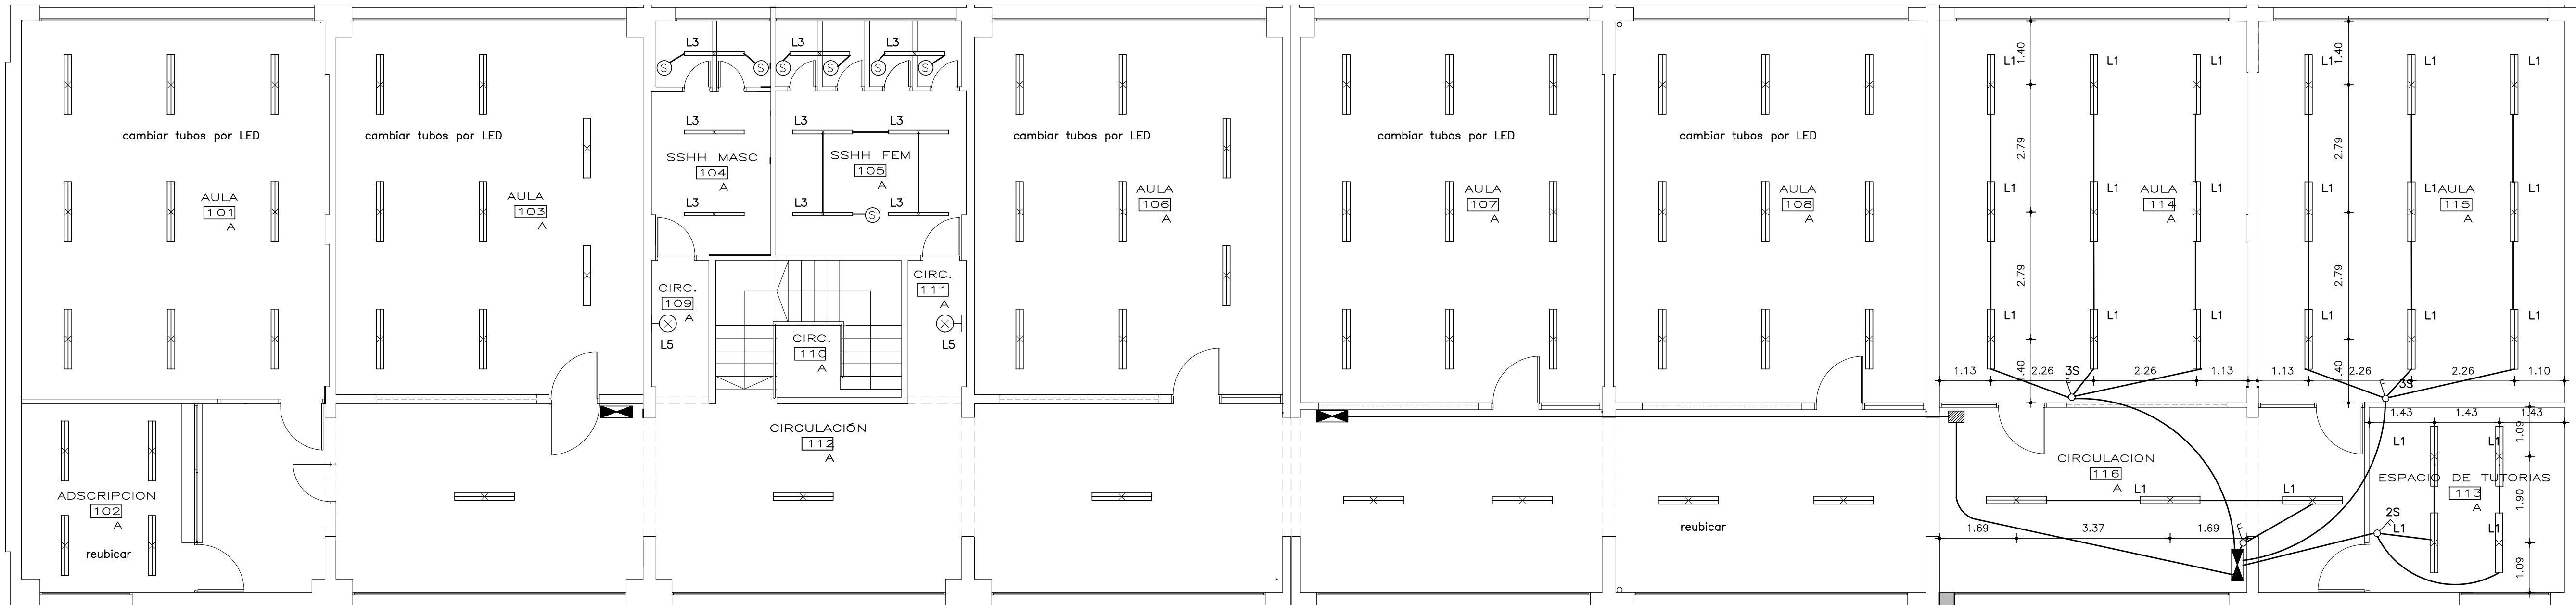 cambiar tubos por LED
AULA
101
A
ADSCRIPCION
102
A
reubicar
cambiar tubos por LED
AULA
103
A
L3
L3
L3
S
S
S
S
S
S
L3
L3
L3
SSHH MASC
104
A
SSHH FEM
105
A
L3
L3
L3
S
CIRC.
109
A
L5
CIRC.
110
A
CIRC.
111
A
L5
CIRCULACIÓN
112
A
cambiar tubos por LED
AULA
106
A
cambiar tubos por LED
AULA
107
A
cambiar tubos por LED
AULA
108
A
reubicar
L1
L1
L1
1.40
2.79
L1
L1
L1
AULA
114
A
2.79
L1
L1
L1
1.40
3S
1.13
2.26
2.26
1.13
L1
L1
L1
1.40
2.79
L1
L1
L1
AULA
115
A
2.79
L1
L1
L1
1.40
3S
1.13
2.26
2.26
1.10
CIRCULACION
116
A
L1
L1
1.69
3.37
1.69
1.43
1.43
1.43
L1
L1
1.09
ESPACIO DE TUTORIAS
113
A
1.90
2S
L1
L1
1.09